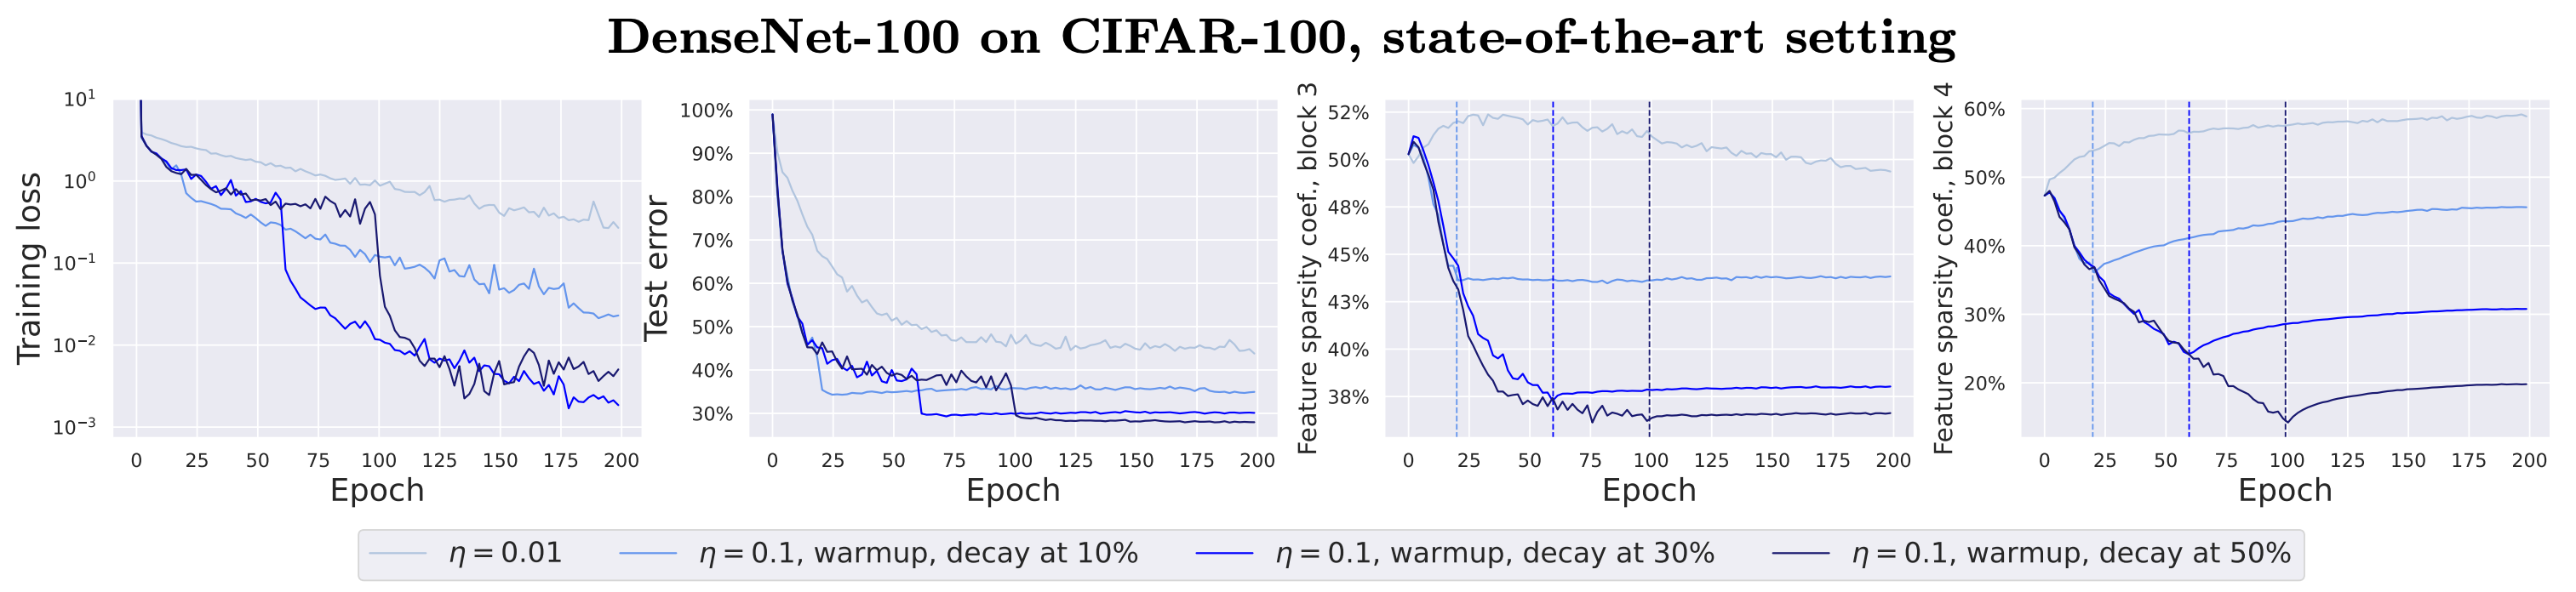 DenseNet-100 on CIFAR-100, state-of-the-art setting
Training loss
10¹
10⁰
10⁻¹
10⁻²
10⁻³
0 25 50 75 100 125 150 175 200
Epoch
Test error
100%
90%
80%
70%
60%
50%
40%
30%
0 25 50 75 100 125 150 175 200
Epoch
Feature sparsity coef., block 3
52%
50%
48%
45%
43%
40%
38%
0 25 50 75 100 125 150 175 200
Epoch
Feature sparsity coef., block 4
60%
50%
40%
30%
20%
0 25 50 75 100 125 150 175 200
Epoch
η = 0.01
η = 0.1, warmup, decay at 10%
η = 0.1, warmup, decay at 30%
η = 0.1, warmup, decay at 50%